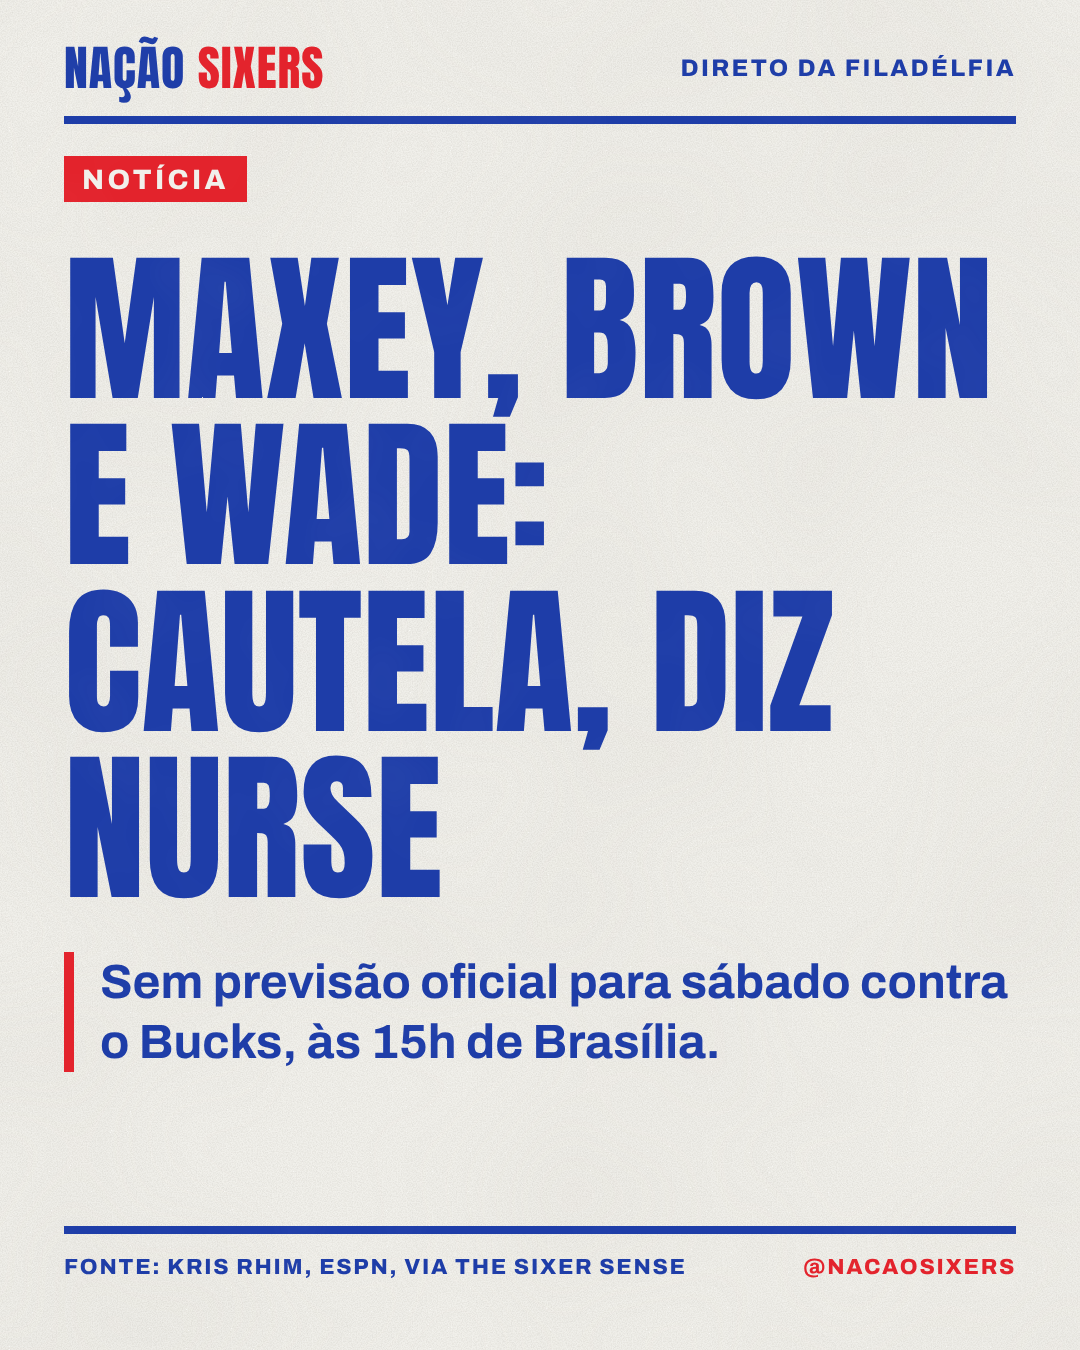 NAÇÃO SIXERS
DIRETO DA FILADÉLFIA
NOTÍCIA
MAXEY, BROWN
E WADE:
CAUTELA, DIZ
NURSE
Sem previsão oficial para sábado contra
o Bucks, às 15h de Brasília.
FONTE: KRIS RHIM, ESPN, VIA THE SIXER SENSE
@NACAOSIXERS